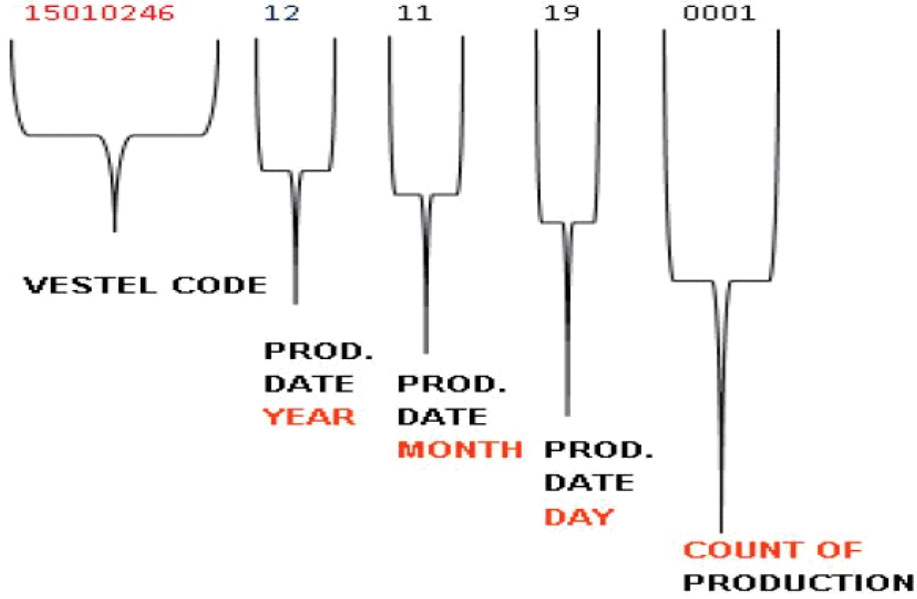 15010246 12 11 19 0001
VESTEL CODE
PROD.
DATE
YEAR
PROD.
DATE
MONTH
PROD.
DATE
DAY
COUNT OF
PRODUCTION